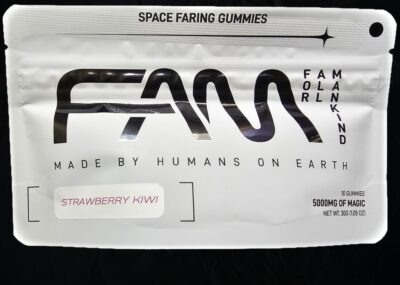 SPACE FARING GUMMIES
FAM
FOR
ALL
MANKIND
MADE BY HUMANS ON EARTH
STRAWBERRY KIWI
10 GUMMIES
5000MG OF MAGIC
NET WT. 30G (1.05 OZ)